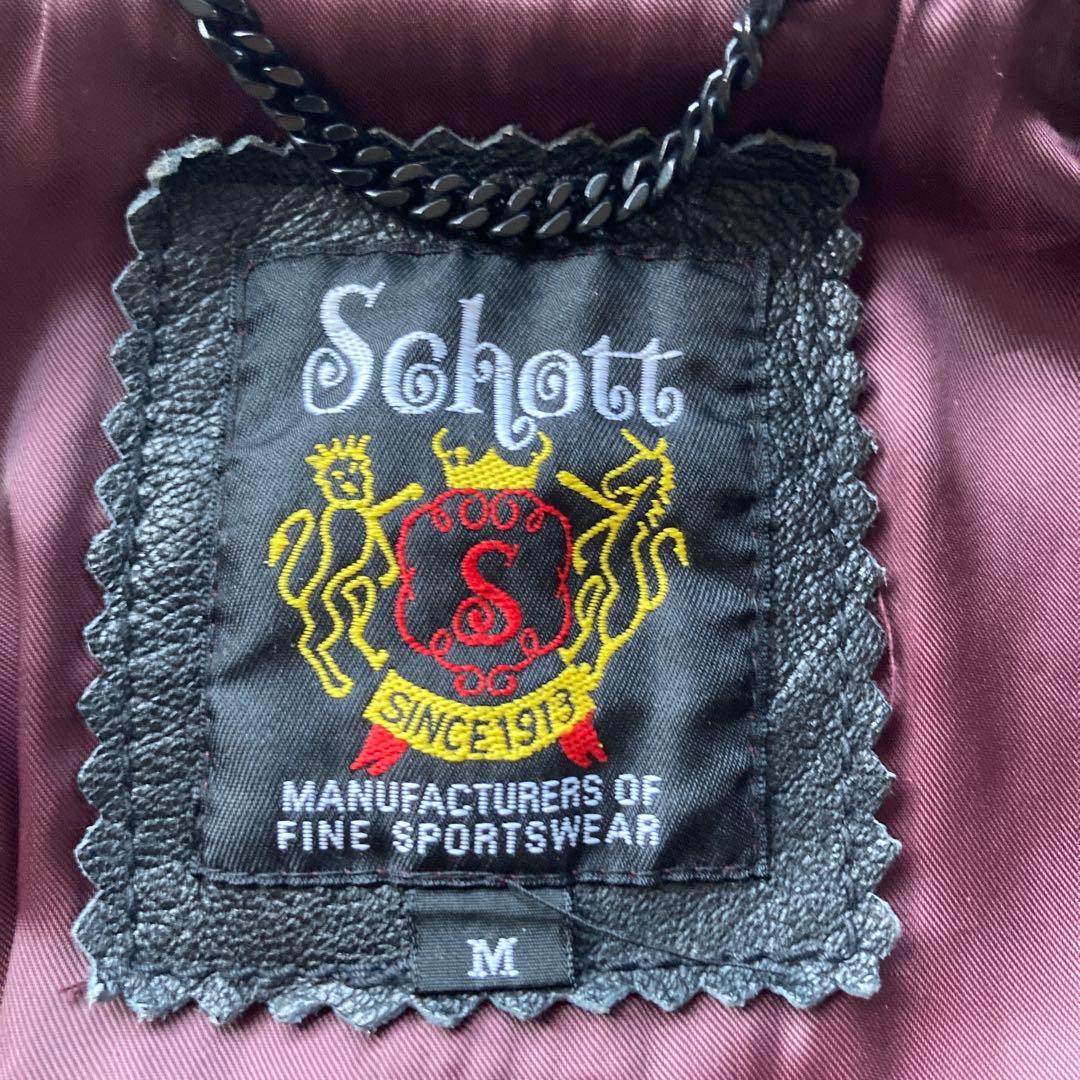 Schott
S
SINCE 1913
MANUFACTURERS OF
FINE SPORTSWEAR
M